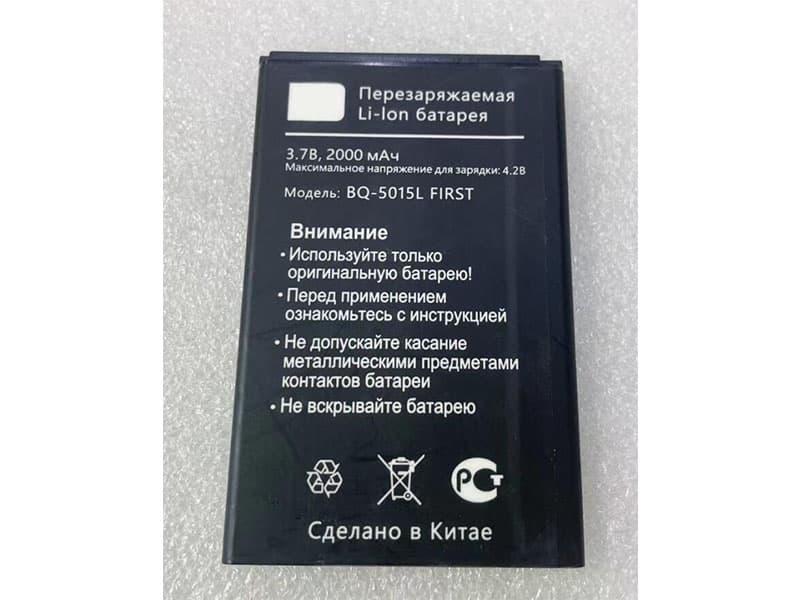 Перезаряжаемая
Li-Ion батарея
3.7В, 2000 мАч
Максимальное напряжение для зарядки: 4.2В
Модель: BQ-5015L FIRST
Внимание
• Используйте только
оригинальную батарею!
• Перед применением
ознакомьтесь с инструкцией
• Не допускайте касание
металлическими предметами
контактов батареи
• Не вскрывайте батарею
РСТ
Сделано в Китае